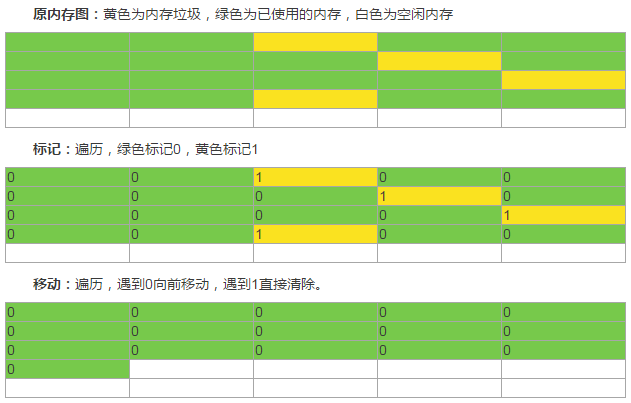 原内存图：黄色为内存垃圾，绿色为已使用的内存，白色为空闲内存
标记：遍历，绿色标记0，黄色标记1
0 0 1 0 0
0 0 0 1 0
0 0 0 0 1
0 0 1 0 0
移动：遍历，遇到0向前移动，遇到1直接清除。
0 0 0 0 0
0 0 0 0 0
0 0 0 0 0
0